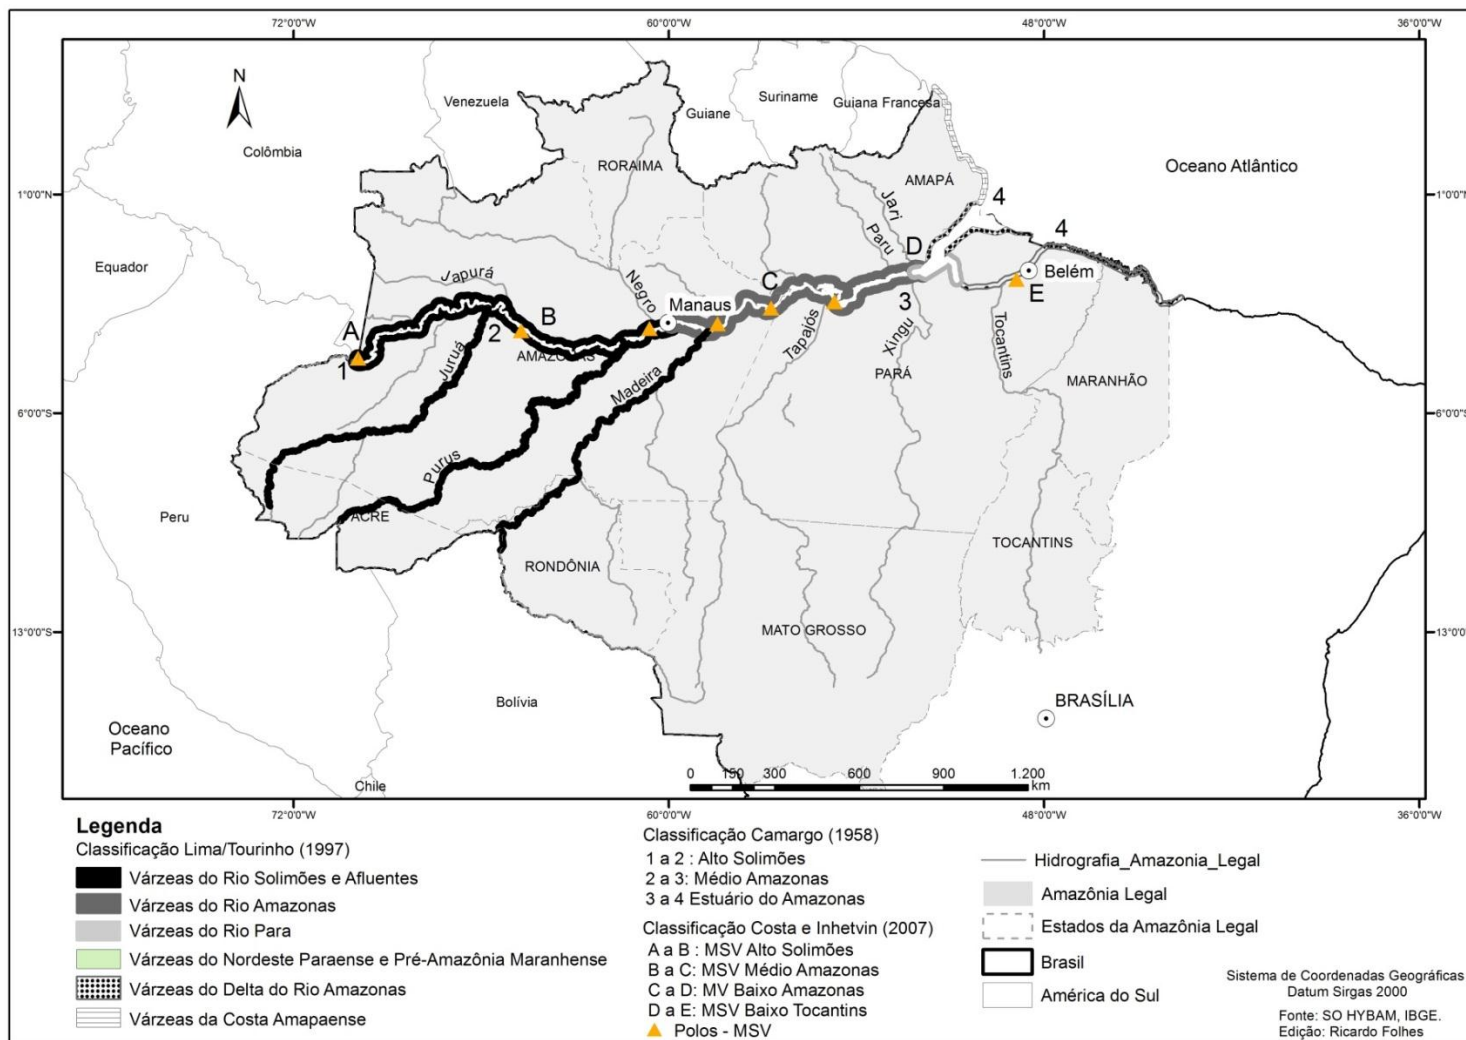 72°0'0"W
60°0'0"W
48°0'0"W
36°0'0"W
N
Venezuela
Suriname
Guiana Francesa
Guiane
Colômbia
Oceano Atlântico
RORAIMA
AMAPÁ
1°0'0"N
1°0'0"N
Jari
4
Paru
4
D
Equador
Japurá
Negro
C
Belém
E
A
B
Manaus
3
2
AMAZONAS
Tapajós
Xingu
Tocantins
1
Juruá
Madeira
PARÁ
MARANHÃO
6°0'0"S
6°0'0"S
Purus
Peru
ACRE
TOCANTINS
RONDÔNIA
13°0'0"S
MATO GROSSO
13°0'0"S
Bolívia
BRASÍLIA
Oceano
Pacífico
Chile
0 150 300 600 900 1.200
km
72°0'0"W
60°0'0"W
48°0'0"W
36°0'0"W
Legenda
Classificação Lima/Tourinho (1997)
Várzeas do Rio Solimões e Afluentes
Várzeas do Rio Amazonas
Várzeas do Rio Para
Várzeas do Nordeste Paraense e Pré-Amazônia Maranhense
Várzeas do Delta do Rio Amazonas
Várzeas da Costa Amapaense
Classificação Camargo (1958)
1 a 2 : Alto Solimões
2 a 3: Médio Amazonas
3 a 4 Estuário do Amazonas
Classificação Costa e Inhetvin (2007)
A a B : MSV Alto Solimões
B a C: MSV Médio Amazonas
C a D: MV Baixo Amazonas
D a E: MSV Baixo Tocantins
Polos - MSV
Hidrografia_Amazonia_Legal
Amazônia Legal
Estados da Amazônia Legal
Brasil
América do Sul
Sistema de Coordenadas Geográficas
Datum Sirgas 2000
Fonte: SO HYBAM, IBGE.
Edição: Ricardo Folhes